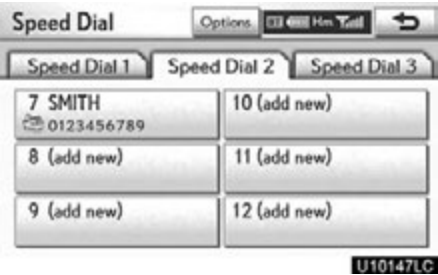 Speed Dial Options Hm
Speed Dial 1 Speed Dial 2 Speed Dial 3
7 SMITH 10 (add new)
0123456789
8 (add new) 11 (add new)
9 (add new) 12 (add new)
U10147LC